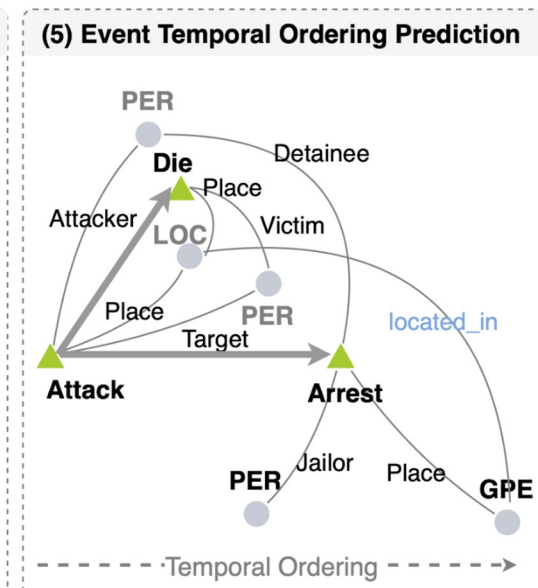 (5) Event Temporal Ordering Prediction
PER
Detainee
Die
Place
Attacker
Victim
LOC
Place
PER
located_in
Target
Attack
Arrest
Jailor
PER
Place
GPE
Temporal Ordering